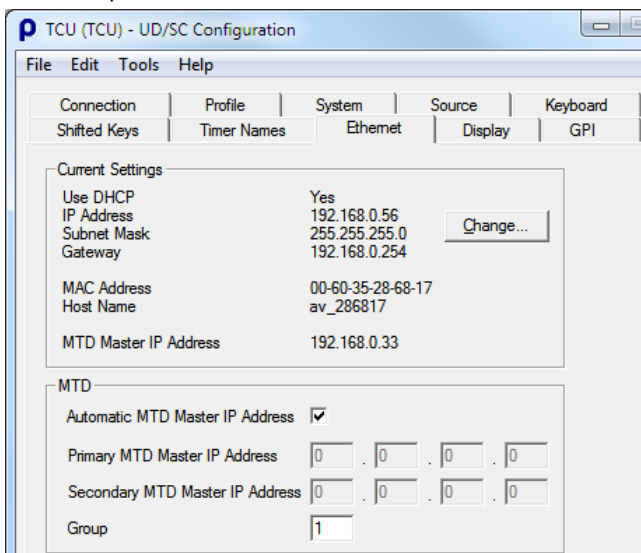 TCU (TCU) - UD/SC Configuration
File Edit Tools Help
Connection Profile System Source Keyboard
Shifted Keys Timer Names Ethernet Display GPI
Current Settings
Use DHCP Yes
IP Address 192.168.0.56
Subnet Mask 255.255.255.0 Change...
Gateway 192.168.0.254
MAC Address 00-60-35-28-68-17
Host Name av_286817
MTD Master IP Address 192.168.0.33
MTD
Automatic MTD Master IP Address
Primary MTD Master IP Address 0 . 0 . 0 . 0
Secondary MTD Master IP Address 0 . 0 . 0 . 0
Group 1